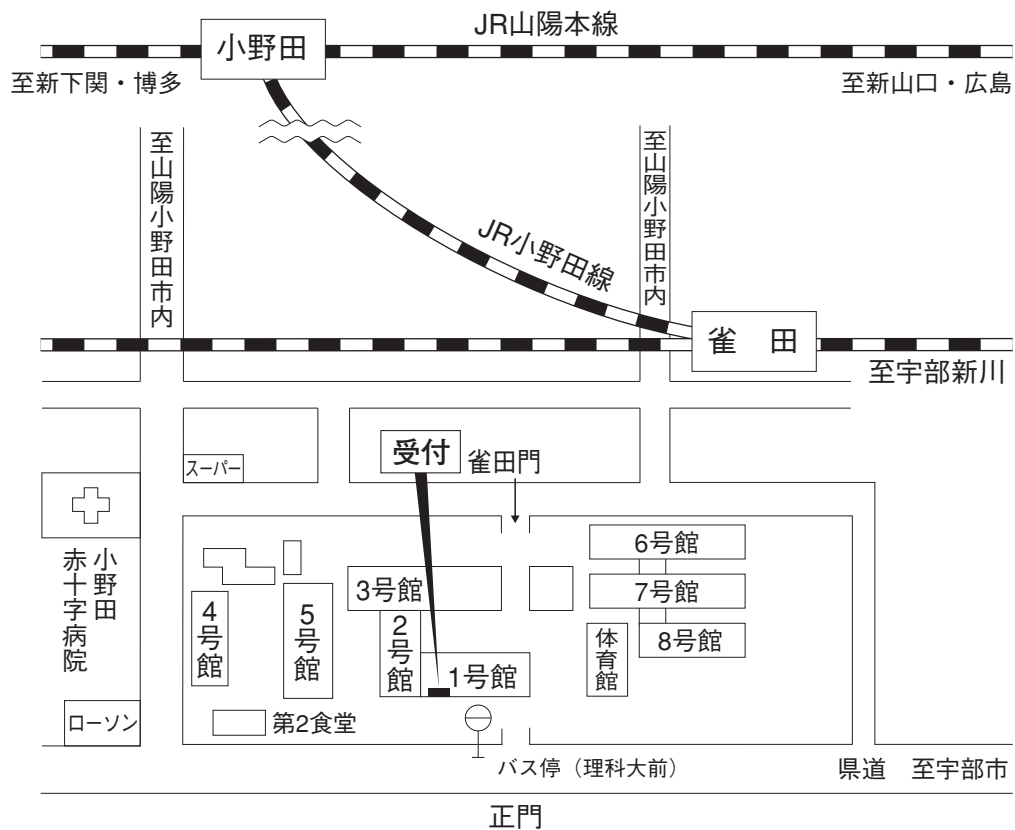 JR山陽本線
小野田
至新下関・博多
至新山口・広島
至山陽小野田市内
至山陽小野田市内
JR小野田線
雀　田
至宇部新川
受付
雀田門
スーパー
小野田
赤十字病院
6号館
7号館
8号館
3号館
4号館
5号館
2号館
1号館
体育館
ローソン
第2食堂
バス停（理科大前）
県道　至宇部市
正門